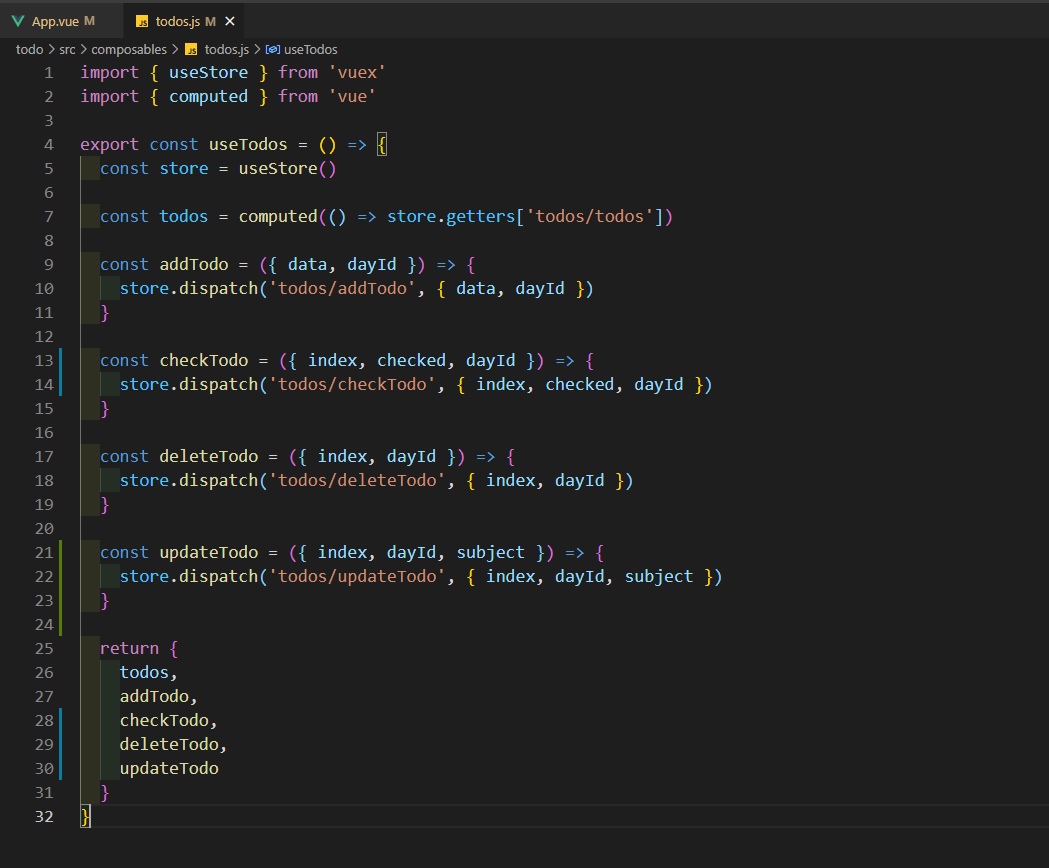 App.vue M JS todos.js M ×
todo > src > composables > JS todos.js > useTodos
1 import { useStore } from 'vuex'
2 import { computed } from 'vue'
3
4 export const useTodos = () => {
5   const store = useStore()
6
7   const todos = computed(() => store.getters['todos/todos'])
8
9   const addTodo = ({ data, dayId }) => {
10     store.dispatch('todos/addTodo', { data, dayId })
11   }
12
13   const checkTodo = ({ index, checked, dayId }) => {
14     store.dispatch('todos/checkTodo', { index, checked, dayId })
15   }
16
17   const deleteTodo = ({ index, dayId }) => {
18     store.dispatch('todos/deleteTodo', { index, dayId })
19   }
20
21   const updateTodo = ({ index, dayId, subject }) => {
22     store.dispatch('todos/updateTodo', { index, dayId, subject })
23   }
24
25   return {
26     todos,
27     addTodo,
28     checkTodo,
29     deleteTodo,
30     updateTodo
31   }
32 }